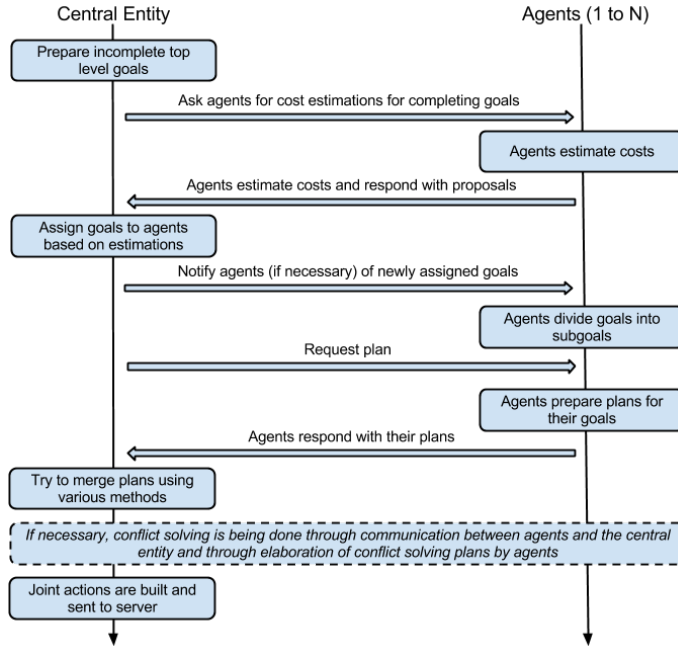 Central Entity
Agents (1 to N)
Prepare incomplete top
level goals
Ask agents for cost estimations for completing goals
Agents estimate costs
Agents estimate costs and respond with proposals
Assign goals to agents
based on estimations
Notify agents (if necessary) of newly assigned goals
Agents divide goals into
subgoals
Request plan
Agents prepare plans for
their goals
Agents respond with their plans
Try to merge plans using
various methods
If necessary, conflict solving is being done through communication between agents and the central
entity and through elaboration of conflict solving plans by agents
Joint actions are built and
sent to server